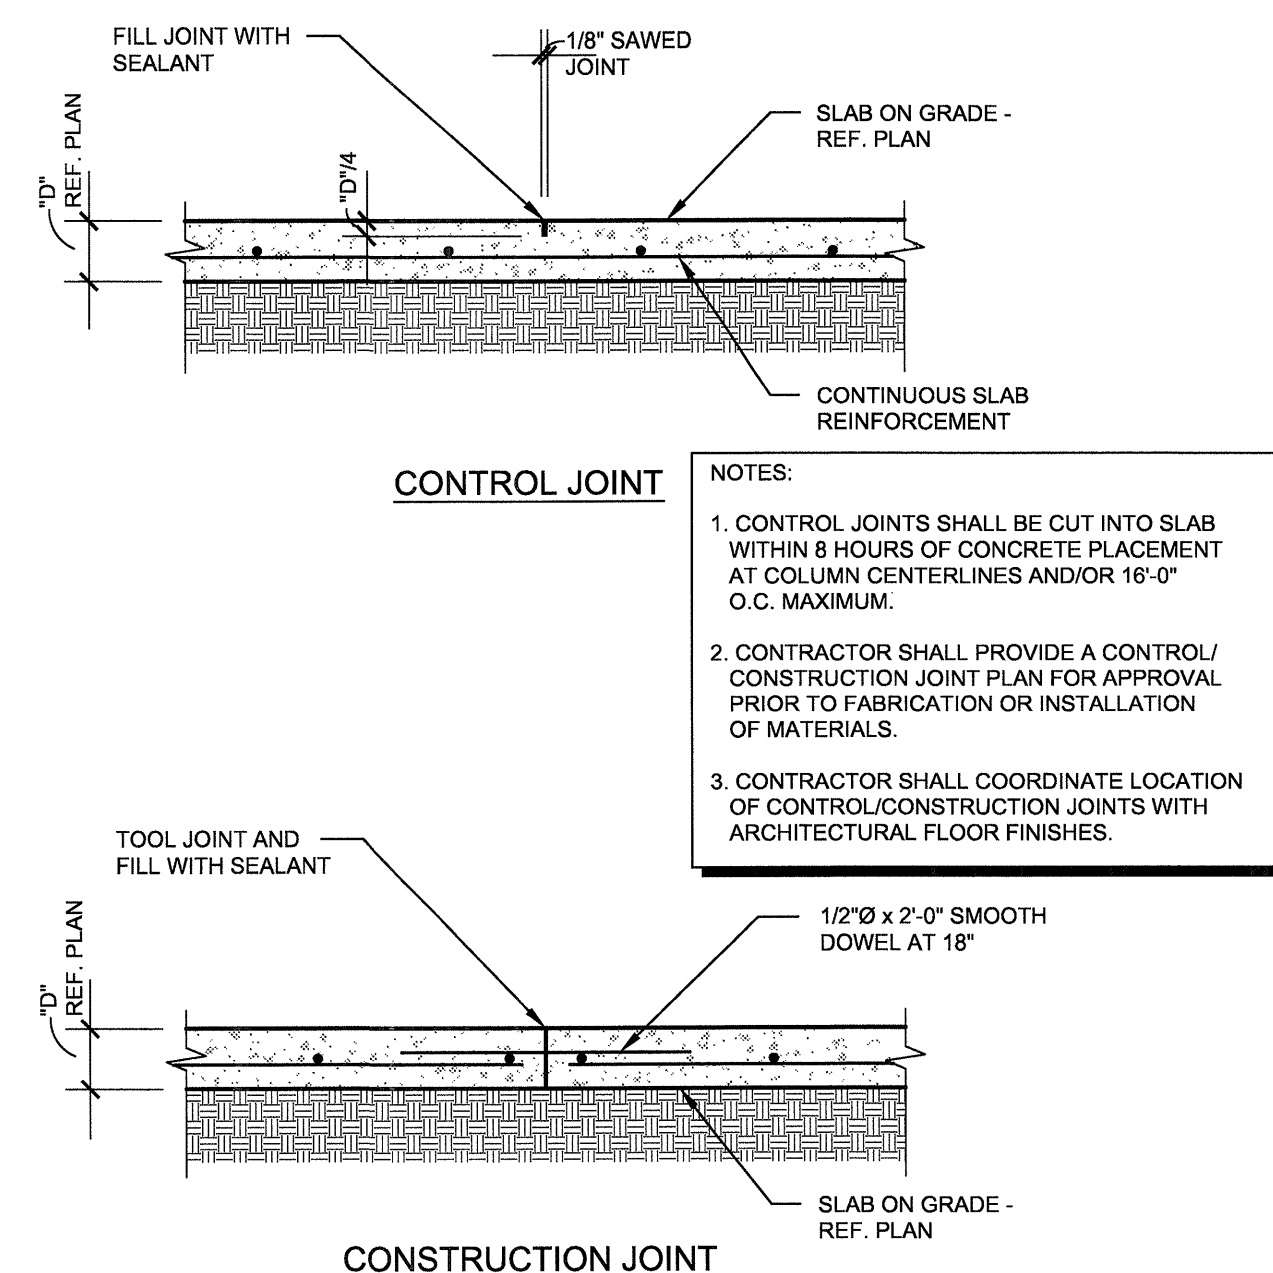 FILL JOINT WITH
SEALANT
1/8" SAWED
JOINT
SLAB ON GRADE -
REF. PLAN
"D"
REF. PLAN
"D"/4
CONTINUOUS SLAB
REINFORCEMENT
CONTROL JOINT
NOTES:
1. CONTROL JOINTS SHALL BE CUT INTO SLAB
WITHIN 8 HOURS OF CONCRETE PLACEMENT
AT COLUMN CENTERLINES AND/OR 16'-0"
O.C. MAXIMUM.
2. CONTRACTOR SHALL PROVIDE A CONTROL/
CONSTRUCTION JOINT PLAN FOR APPROVAL
PRIOR TO FABRICATION OR INSTALLATION
OF MATERIALS.
3. CONTRACTOR SHALL COORDINATE LOCATION
OF CONTROL/CONSTRUCTION JOINTS WITH
ARCHITECTURAL FLOOR FINISHES.
TOOL JOINT AND
FILL WITH SEALANT
1/2"Ø x 2'-0" SMOOTH
DOWEL AT 18"
"D"
REF. PLAN
SLAB ON GRADE -
REF. PLAN
CONSTRUCTION JOINT